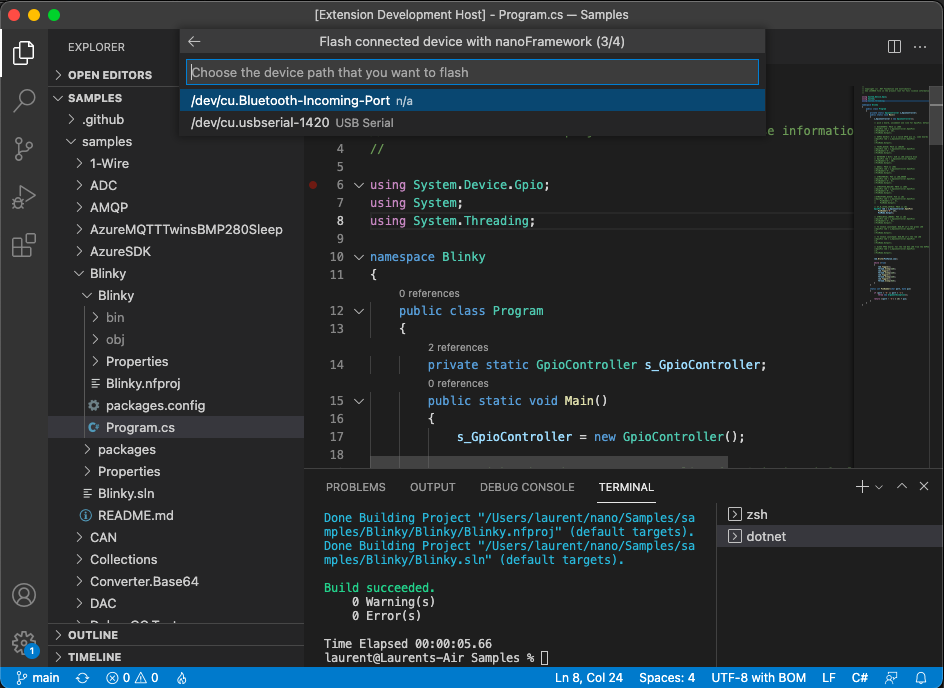 [Extension Development Host] - Program.cs — Samples
EXPLORER
Flash connected device with nanoFramework (3/4)
Choose the device path that you want to flash
/dev/cu.Bluetooth-Incoming-Port n/a
/dev/cu.usbserial-1420 USB Serial
OPEN EDITORS
SAMPLES
.github
samples
1-Wire
ADC
AMQP
AzureMQTTTwinsBMP280Sleep
AzureSDK
Blinky
Blinky
bin
obj
Properties
Blinky.nfproj
packages.config
Program.cs
packages
Properties
Blinky.sln
README.md
CAN
Collections
Converter.Base64
DAC
OUTLINE
TIMELINE
e information
4 //
5
6 using System.Device.Gpio;
7 using System;
8 using System.Threading;
9
10 namespace Blinky
11 {
0 references
12 public class Program
13 {
2 references
14 private static GpioController s_GpioController;
0 references
15 public static void Main()
16 {
17 s_GpioController = new GpioController();
18
PROBLEMS OUTPUT DEBUG CONSOLE TERMINAL
Done Building Project "/Users/laurent/nano/Samples/sa
mples/Blinky/Blinky/Blinky.nfproj" (default targets).
Done Building Project "/Users/laurent/nano/Samples/sa
mples/Blinky/Blinky.sln" (default targets).
Build succeeded.
0 Warning(s)
0 Error(s)
Time Elapsed 00:00:05.66
laurent@Laurents-Air Samples %
zsh
dotnet
1
main 0 0 Ln 8, Col 24 Spaces: 4 UTF-8 with BOM LF C#